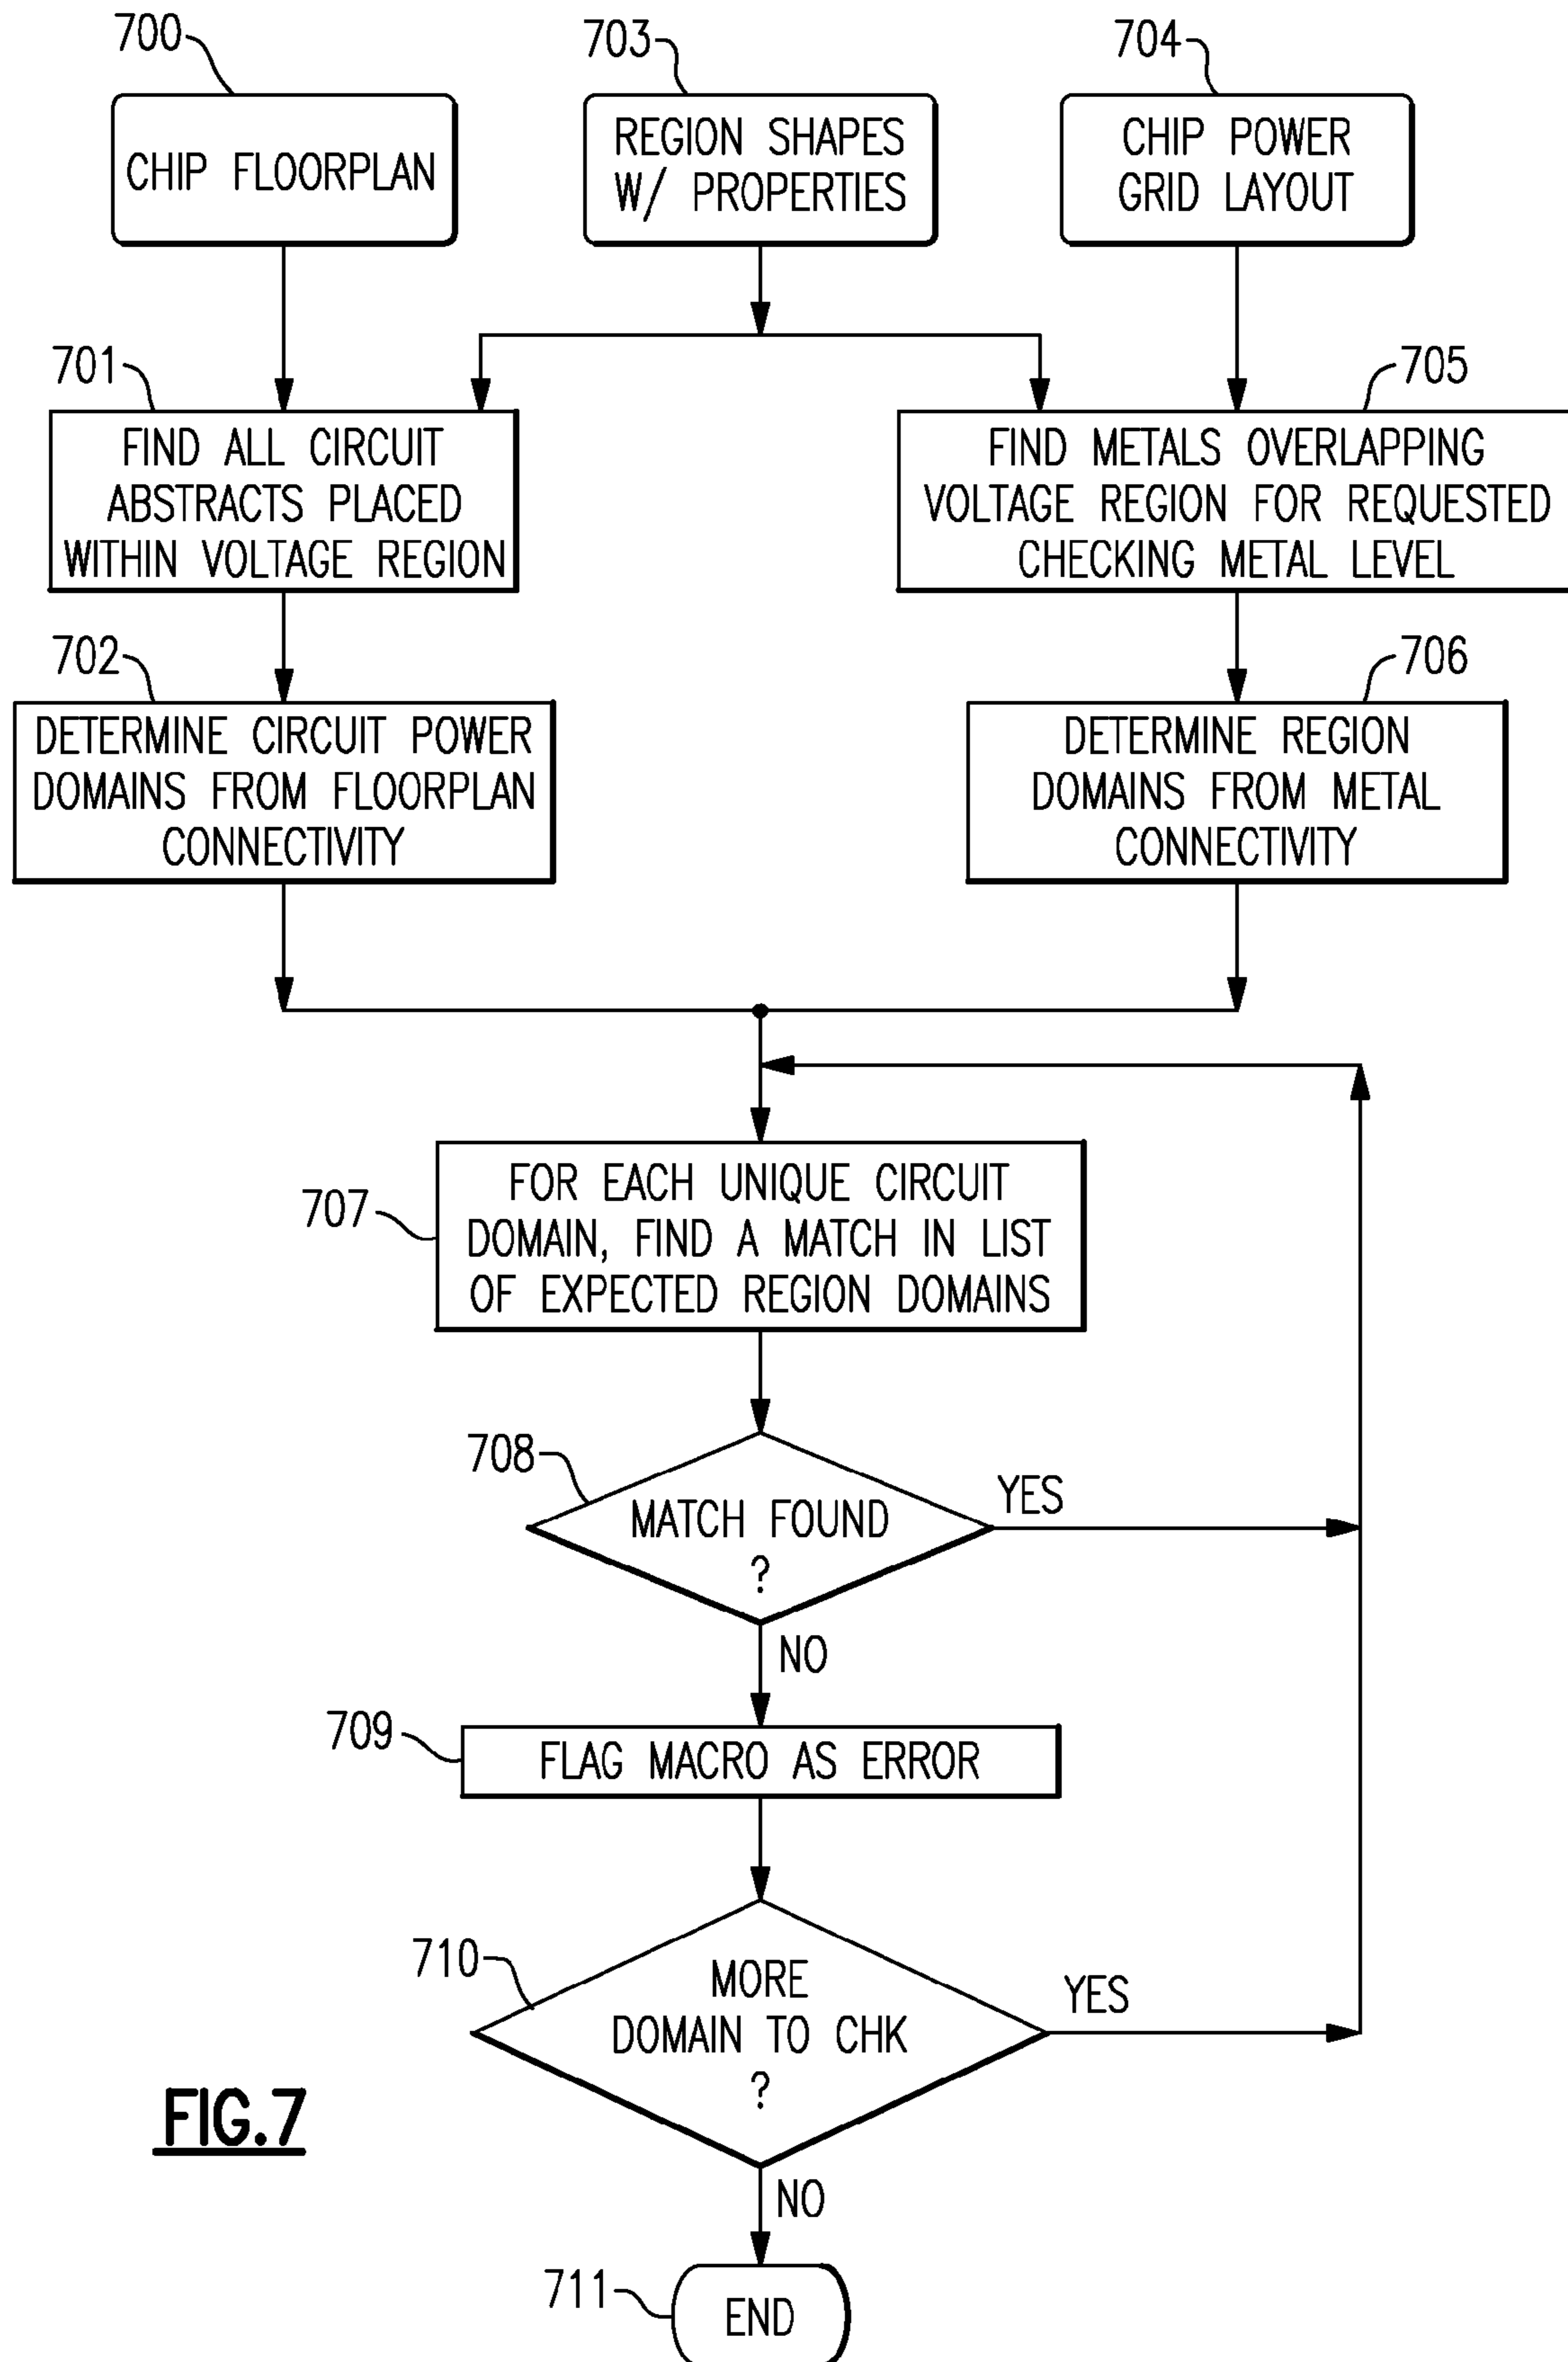 700
703
704
CHIP FLOORPLAN
REGION SHAPES
W/ PROPERTIES
CHIP POWER
GRID LAYOUT
701
705
FIND ALL CIRCUIT
ABSTRACTS PLACED
WITHIN VOLTAGE REGION
FIND METALS OVERLAPPING
VOLTAGE REGION FOR REQUESTED
CHECKING METAL LEVEL
702
706
DETERMINE CIRCUIT POWER
DOMAINS FROM FLOORPLAN
CONNECTIVITY
DETERMINE REGION
DOMAINS FROM METAL
CONNECTIVITY
707
FOR EACH UNIQUE CIRCUIT
DOMAIN, FIND A MATCH IN LIST
OF EXPECTED REGION DOMAINS
708
MATCH FOUND
?
YES
NO
709
FLAG MACRO AS ERROR
710
MORE
DOMAIN TO CHK
?
YES
NO
FIG.7
711
END